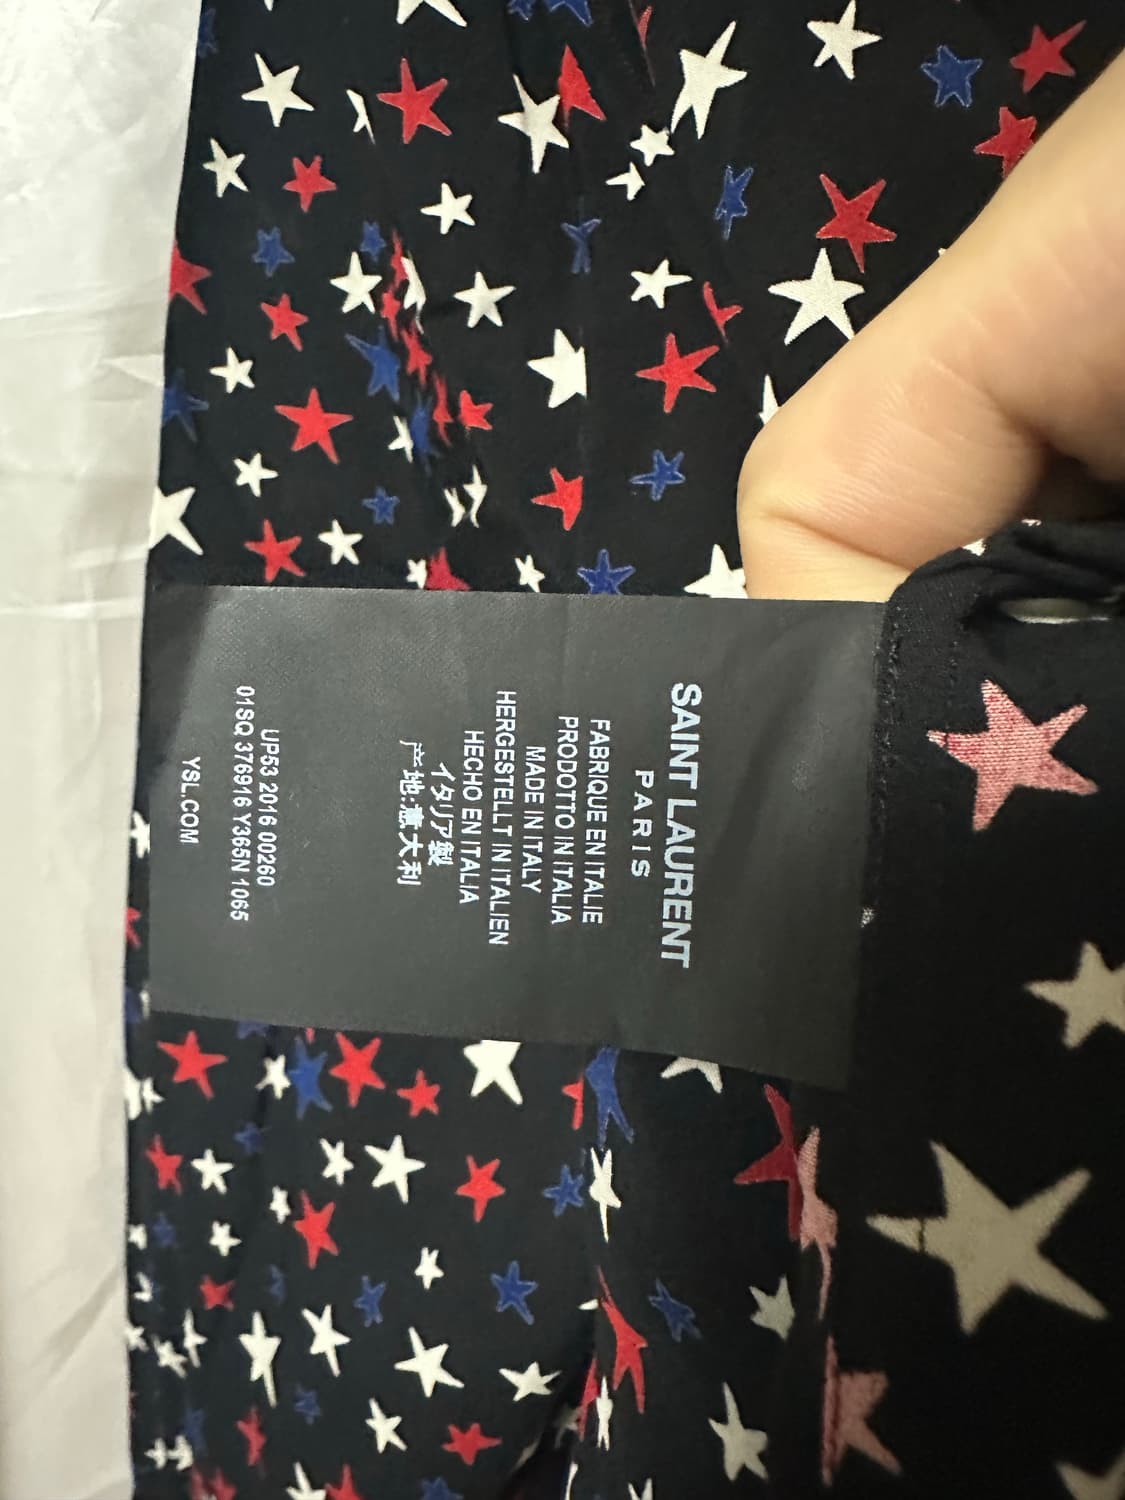 SAINT LAURENT
PARIS
FABRIQUE EN ITALIE
PRODOTTO IN ITALIA
MADE IN ITALY
HERGESTELLT IN ITALIEN
HECHO EN ITALIA
イタリア製
产地:意大利
UP53 2016 00260
01SQ 376916 Y365N 1065
YSL.COM